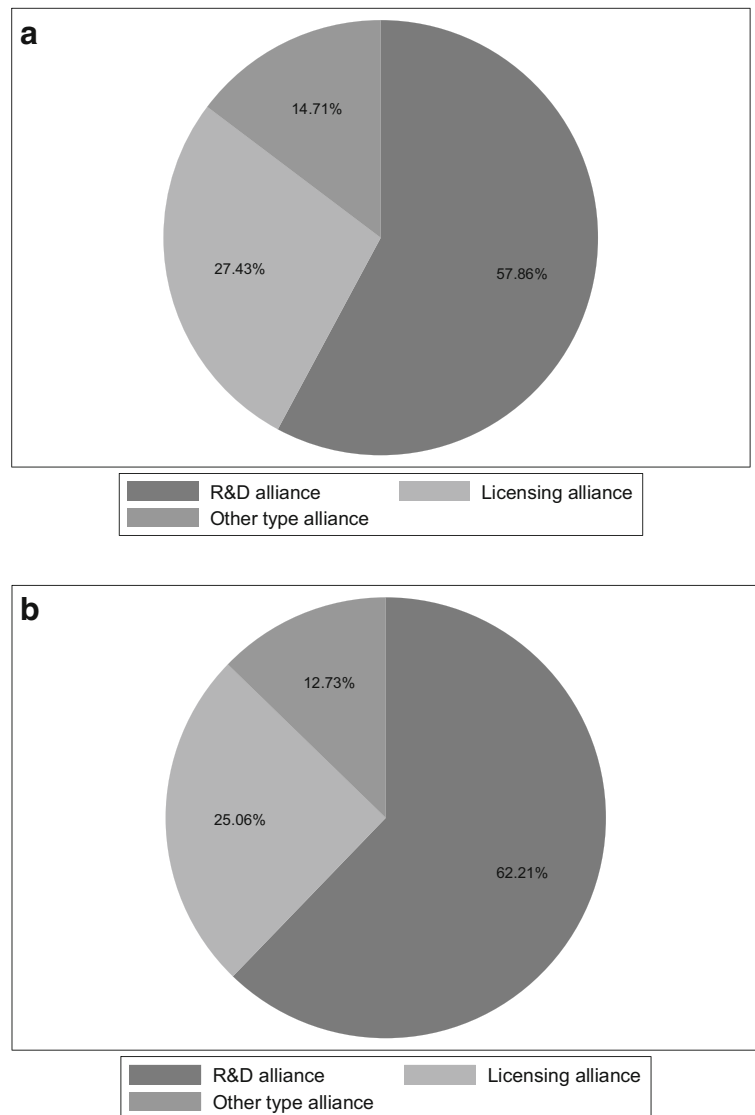 a
14.71%
27.43%
57.86%
R&D alliance Licensing alliance
Other type alliance
b
12.73%
25.06%
62.21%
R&D alliance Licensing alliance
Other type alliance